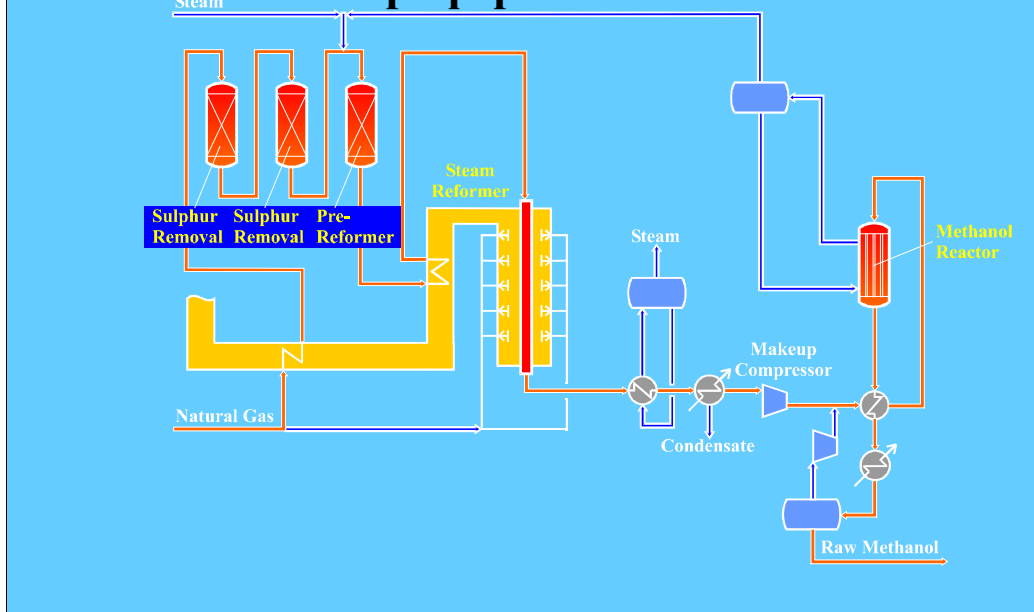 Steam
Steam
Reformer
Sulphur
Removal
Sulphur
Removal
Pre-
Reformer
Steam
Methanol
Reactor
Makeup
Compressor
Natural Gas
Condensate
Raw Methanol